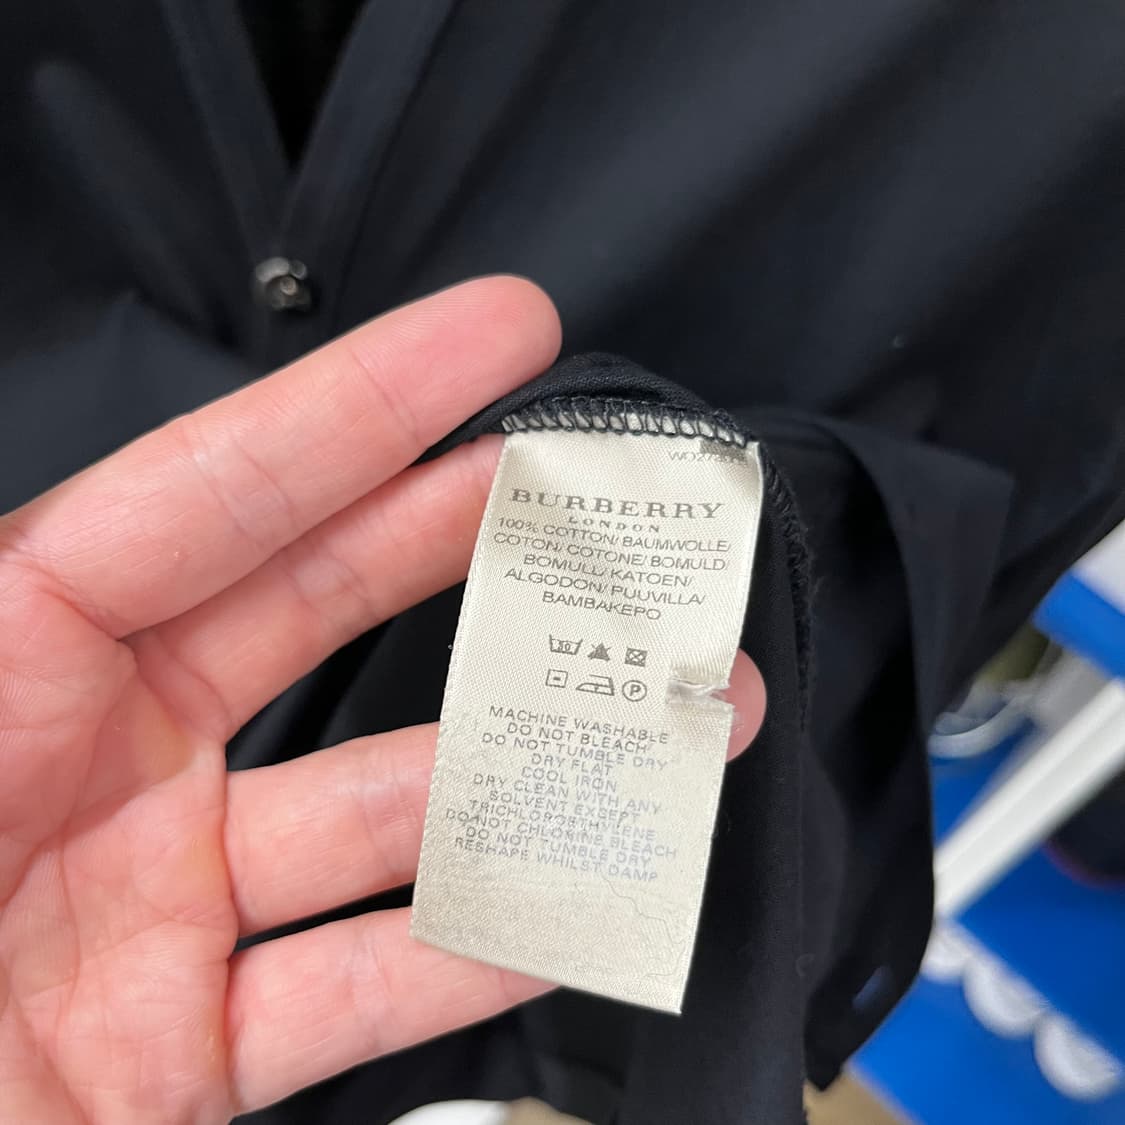 BURBERRY
LONDON
100% COTTON/ BAUMWOLLE/
COTON/ COTONE/ BOMULD/
BOMULL/ KATOEN/
ALGODON/ PUUVILLA/
BAMBAKEPO
30
P
MACHINE WASHABLE
DO NOT BLEACH
DO NOT TUMBLE DRY
DRY FLAT
COOL IRON
DRY CLEAN WITH ANY
SOLVENT EXCEPT
TRICHLOROETHYLENE
DO NOT CHLORINE BLEACH
DO NOT TUMBLE DRY
RESHAPE WHILST DAMP